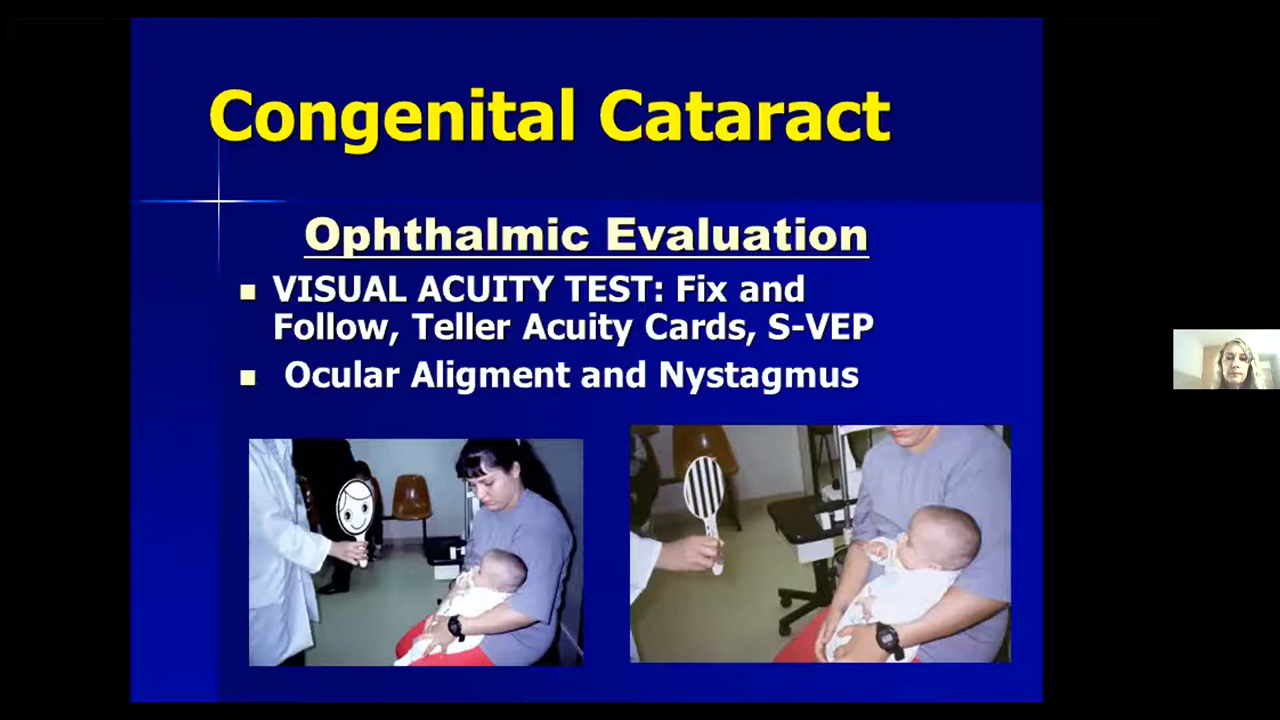 Congenital Cataract
Ophthalmic Evaluation
VISUAL ACUITY TEST: Fix and
Follow, Teller Acuity Cards, S-VEP
Ocular Aligment and Nystagmus